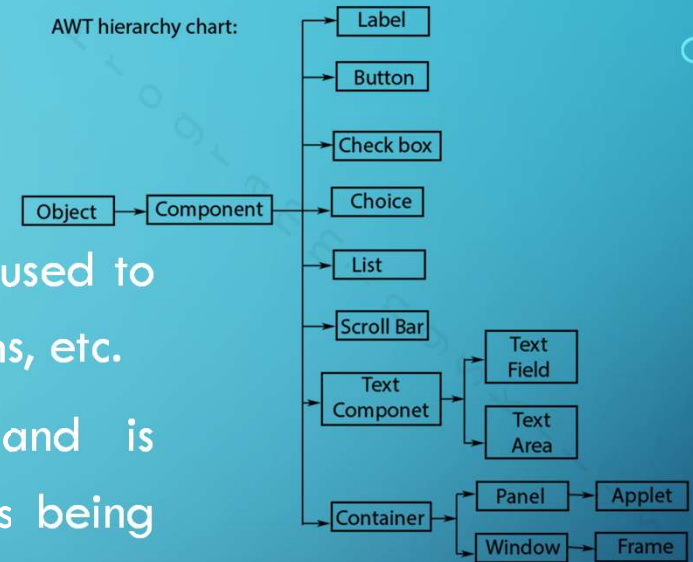 AWT hierarchy chart:
Label
Button
Check box
Object
Component
Choice
used to
List
ns, etc.
Scroll Bar
Text
Componet
Text
Field
and is
Text
Area
s being
Container
Panel
Applet
Window
Frame